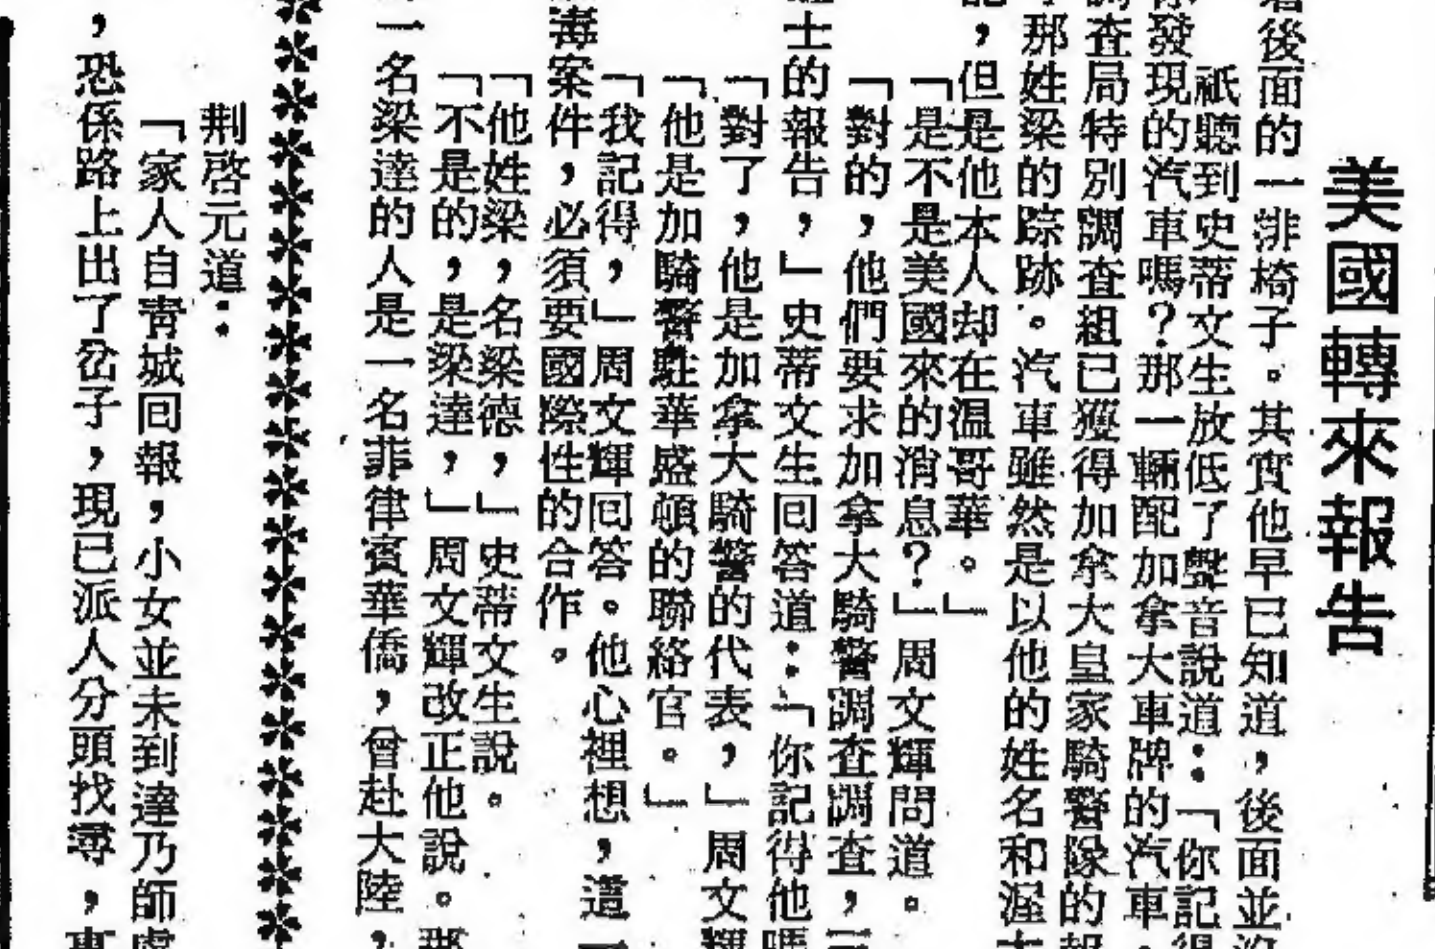 美國轉來報告
後面的一排椅子。其實他早已知道，後面並
祇聽到史蒂文生放低了聲音說道：「你記得
發現的汽車嗎？那一輛配加拿大車牌的汽車，
查局特別調查組已獲得加拿大皇家騎警隊的報
那姓梁的踪跡。汽車雖然是以他的姓名和渥太
，但是他本人却在温哥華。」
「是不是美國來的消息？」周文輝問道。
「對的，他們要求加拿大騎警調查調查，三
士的報告，」史蒂文生回答道：「你記得他嗎
「對了，他是加拿大騎警的代表，」周文輝
「他是加騎警駐華盛頓的聯絡官。」
「我記得，」周文輝回答。他心裡想，這一
毒案件，必須要國際性的合作。
「他姓梁，名梁德，」史蒂文生說。
「不是的，是梁達，」周文輝改正他說。那
一名梁達的人是一名菲律賓華僑，曾赴大陸，
荆啓元道：
「家人自青城回報，小女並未到達乃師處
，恐係路上出了岔子，現已派人分頭找尋，